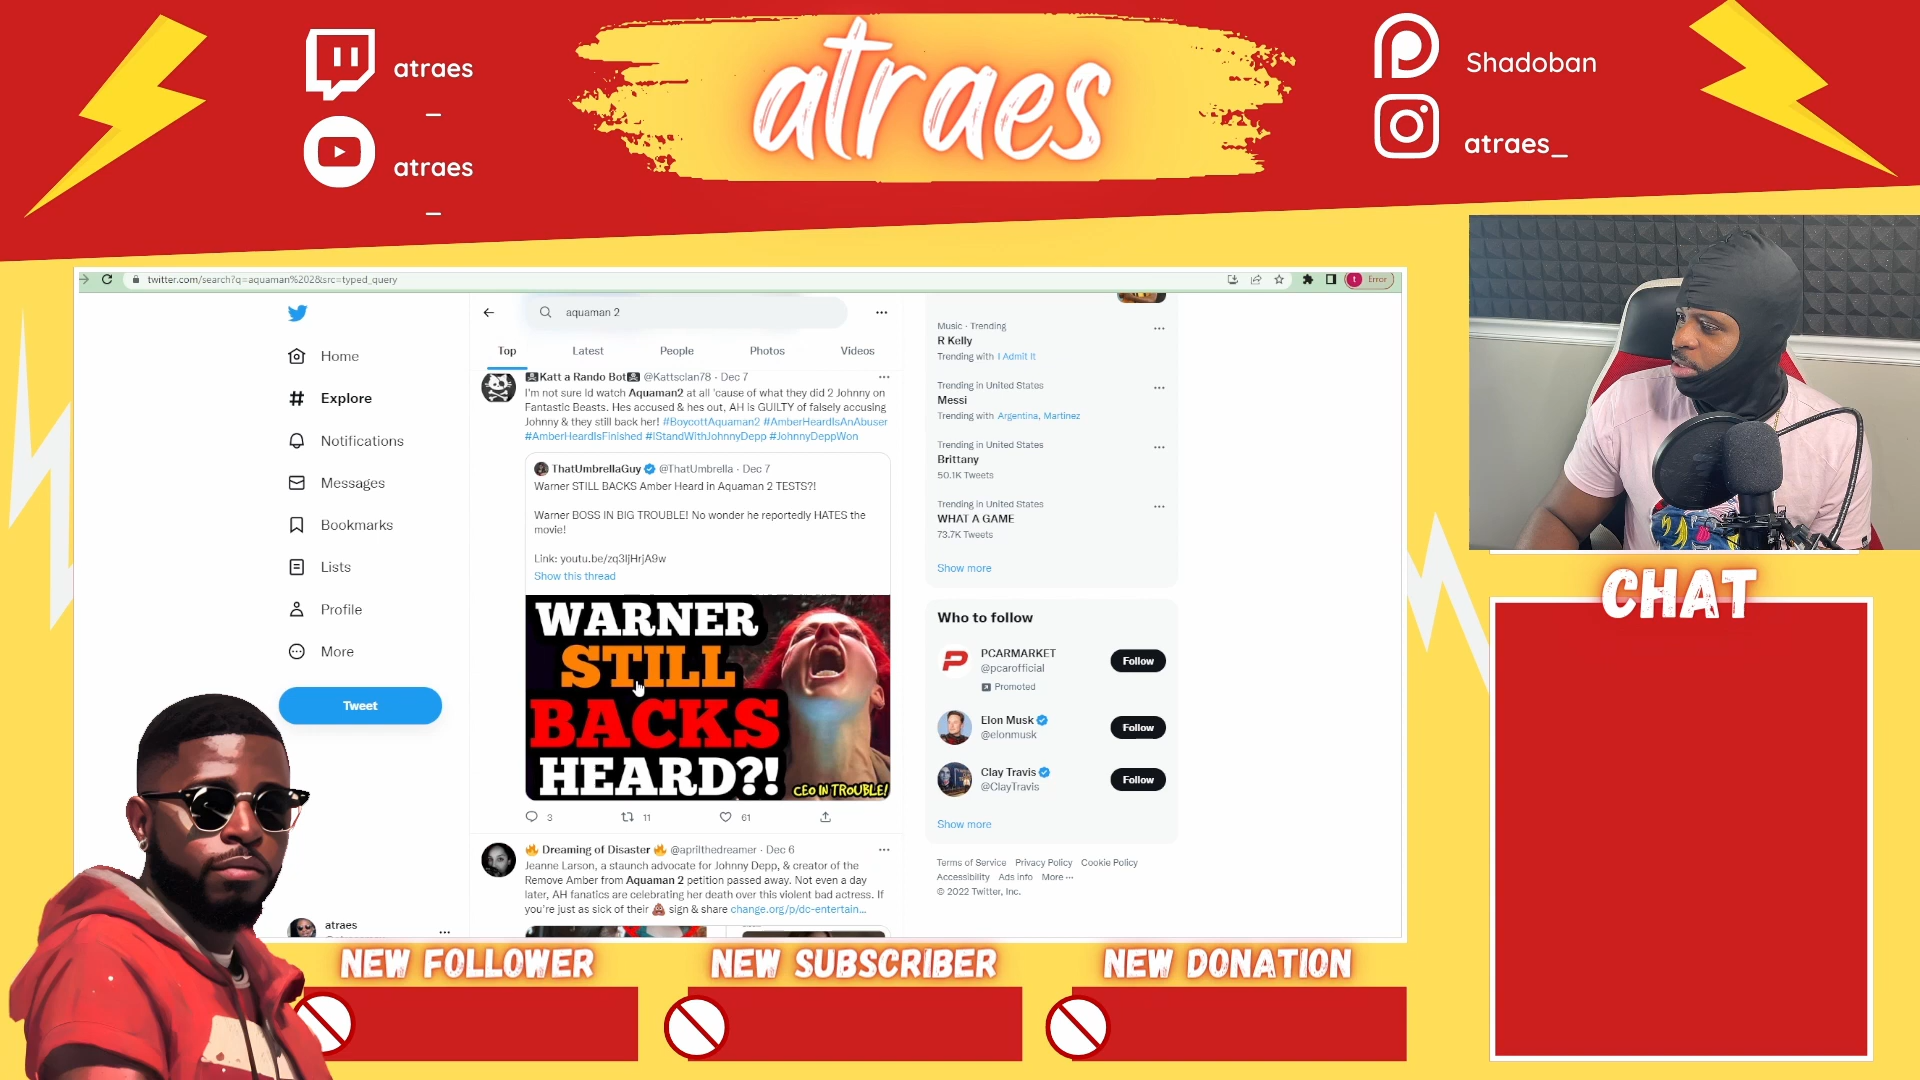 atraes
_
atraes
_
atraes
Shadoban
atraes_
twitter.com/search?q=aquaman%202&src=typed_query
t
Error
aquaman 2
Top
Latest
People
Photos
Videos
Home
Explore
Notifications
Messages
Bookmarks
Lists
Profile
More
Tweet
atraes
Katt a Rando Bot @Kattsclan78 · Dec 7
I'm not sure Id watch Aquaman2 at all 'cause of what they did 2 Johnny on
Fantastic Beasts. Hes accused & hes out, AH is GUILTY of falsely accusing
Johnny & they still back her! #BoycottAquaman2 #AmberHeardIsAnAbuser
#AmberHeardIsFinished #IStandWithJohnnyDepp #JohnnyDeppWon
ThatUmbrellaGuy @ThatUmbrella · Dec 7
Warner STILL BACKS Amber Heard in Aquaman 2 TESTS?!
Warner BOSS IN BIG TROUBLE! No wonder he reportedly HATES the
movie!
Link: youtu.be/zq3ljHrjA9w
Show this thread
WARNER
STILL
BACKS
HEARD?!
CEO IN TROUBLE!
3
11
61
Dreaming of Disaster @aprilthedreamer · Dec 6
Jeanne Larson, a staunch advocate for Johnny Depp, & creator of the
Remove Amber from Aquaman 2 petition passed away. Not even a day
later, AH fanatics are celebrating her death over this violent bad actress. If
you're just as sick of their 💩 sign & share change.org/p/dc-entertain...
Music · Trending
R Kelly
Trending with I Admit It
Trending in United States
Messi
Trending with Argentina, Martinez
Trending in United States
Brittany
50.1K Tweets
Trending in United States
WHAT A GAME
73.7K Tweets
Show more
Who to follow
PCARMARKET
@pcarofficial
Promoted
Follow
Elon Musk
@elonmusk
Follow
Clay Travis
@ClayTravis
Follow
Show more
Terms of Service Privacy Policy Cookie Policy
Accessibility Ads info More ···
© 2022 Twitter, Inc.
CHAT
NEW FOLLOWER
NEW SUBSCRIBER
NEW DONATION